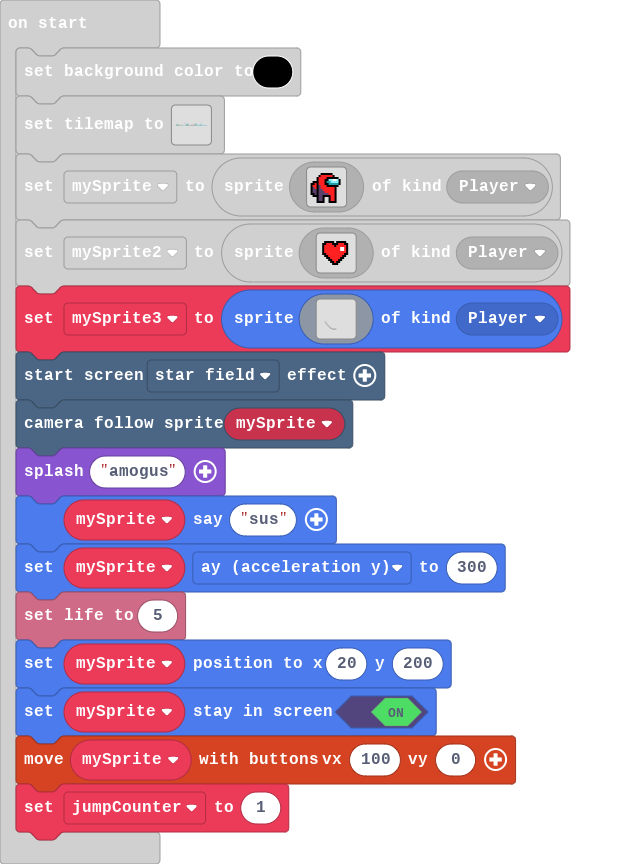 on start
set background color to
set tilemap to
set mySprite to sprite of kind Player
set mySprite2 to sprite of kind Player
set mySprite3 to sprite of kind Player
start screen star field effect
camera follow sprite mySprite
splash "amogus"
mySprite say "sus"
set mySprite ay (acceleration y) to 300
set life to 5
set mySprite position to x 20 y 200
set mySprite stay in screen ON
move mySprite with buttons vx 100 vy 0
set jumpCounter to 1